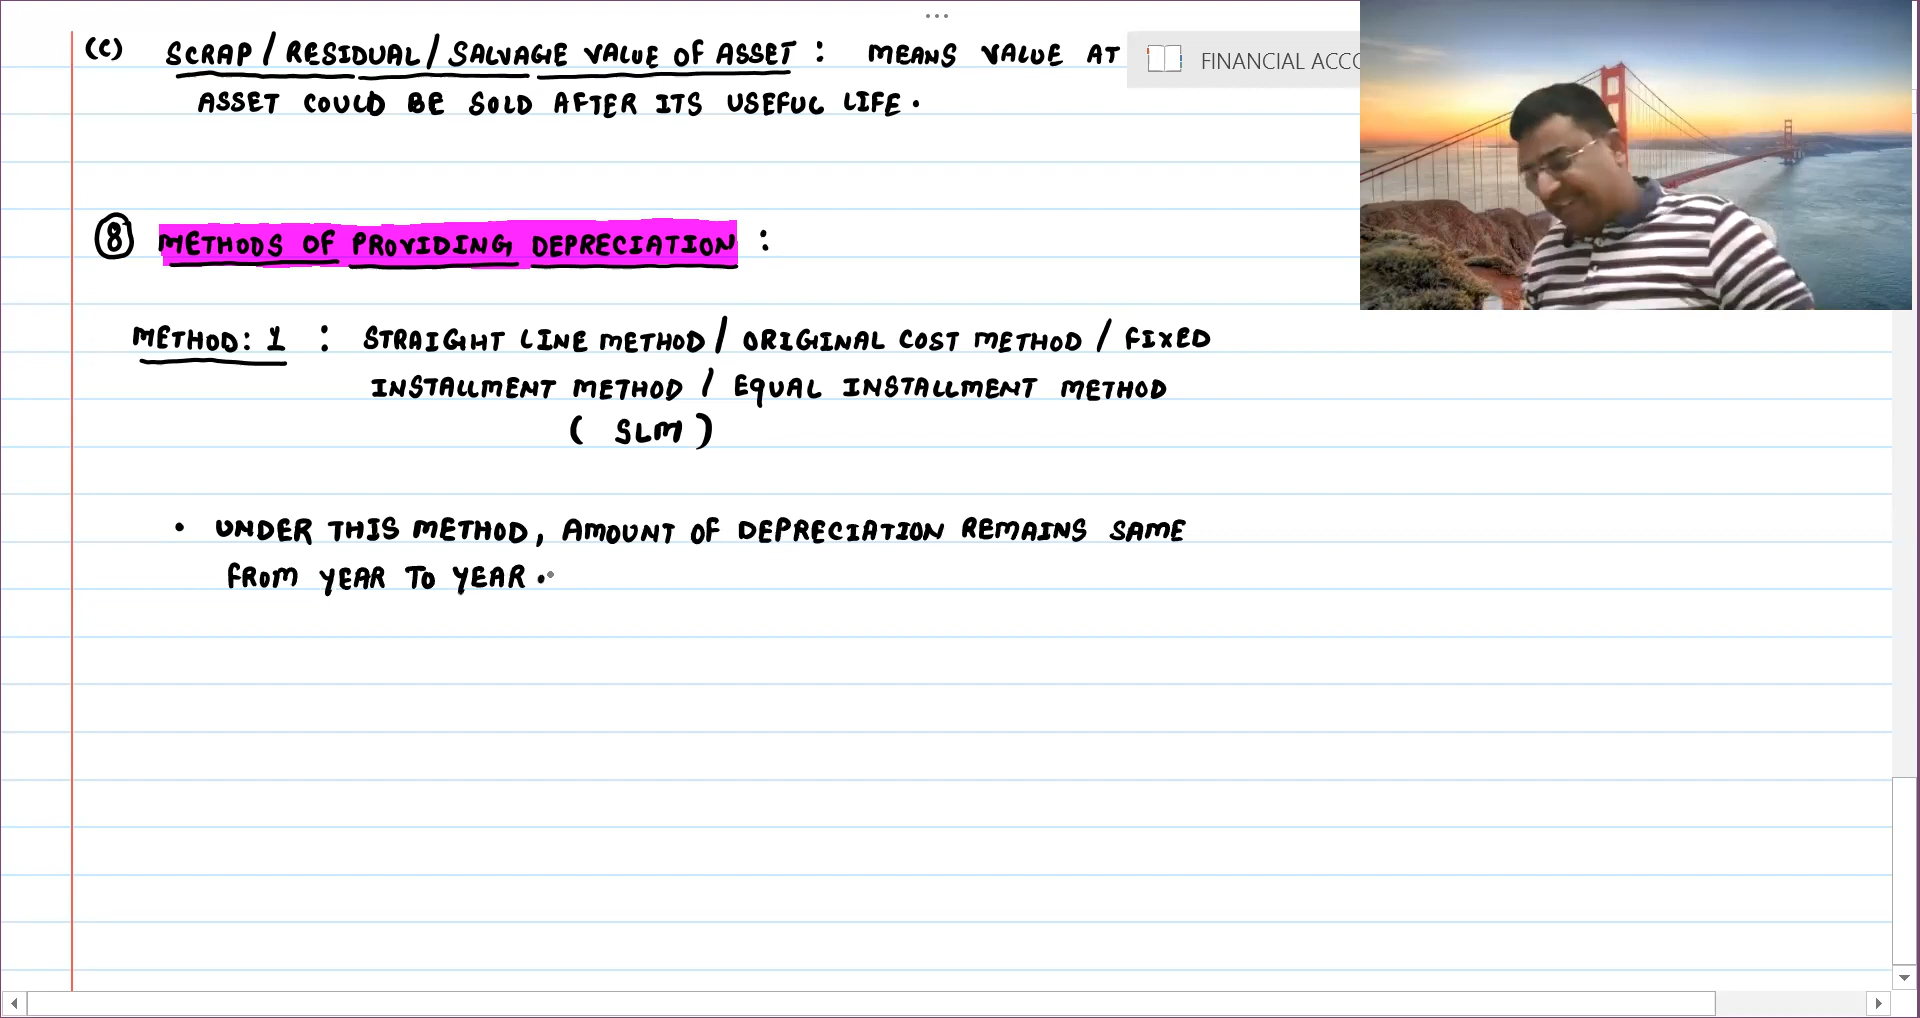 (C) SCRAP / RESIDUAL / SALVAGE VALUE OF ASSET : MEANS VALUE AT
FINANCIAL ACCO
ASSET COULD BE SOLD AFTER ITS USEFUL LIFE.
⑧ METHODS OF PROVIDING DEPRECIATION :
METHOD: 1 : STRAIGHT LINE METHOD / ORIGINAL COST METHOD / FIXED
INSTALLMENT METHOD / EQUAL INSTALLMENT METHOD
( SLM )
• UNDER THIS METHOD, AMOUNT OF DEPRECIATION REMAINS SAME
FROM YEAR TO YEAR.